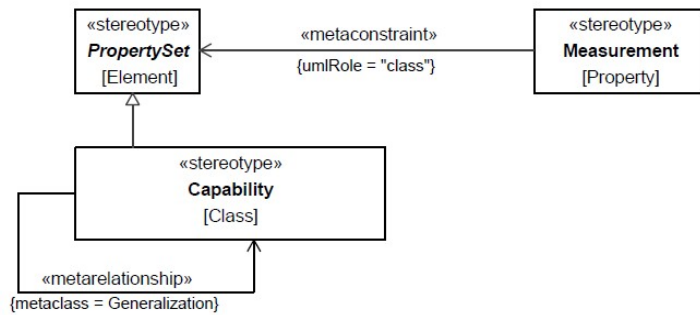 «stereotype»
PropertySet
[Element]
«metaconstraint»
{umlRole = "class"}
«stereotype»
Measurement
[Property]
«stereotype»
Capability
[Class]
«metarelationship»
{metaclass = Generalization}